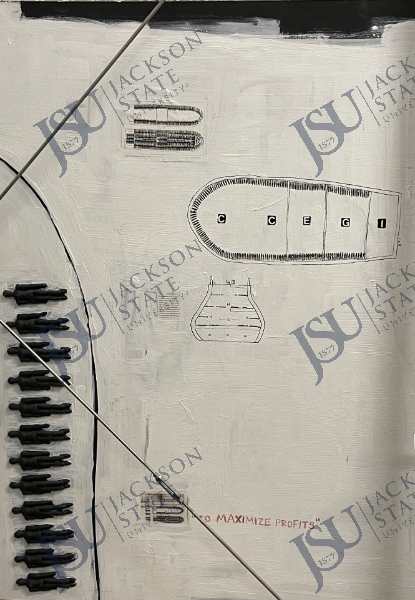 JSU JACKSON
STATE
UNIVERSITY
1877
JSU JACKSON
STATE
UNIVERSITY
1877
C C E G I
JSU JACKSON
STATE
UNIVERSITY
1877
JSU JACKSON
STATE
UNIVERSITY
1877
JSU JACKSON
STATE
UNIVERSITY
1877
"TO MAXIMIZE PROFITS"
JSU JACKSON
STATE
UNIVERSITY
1877